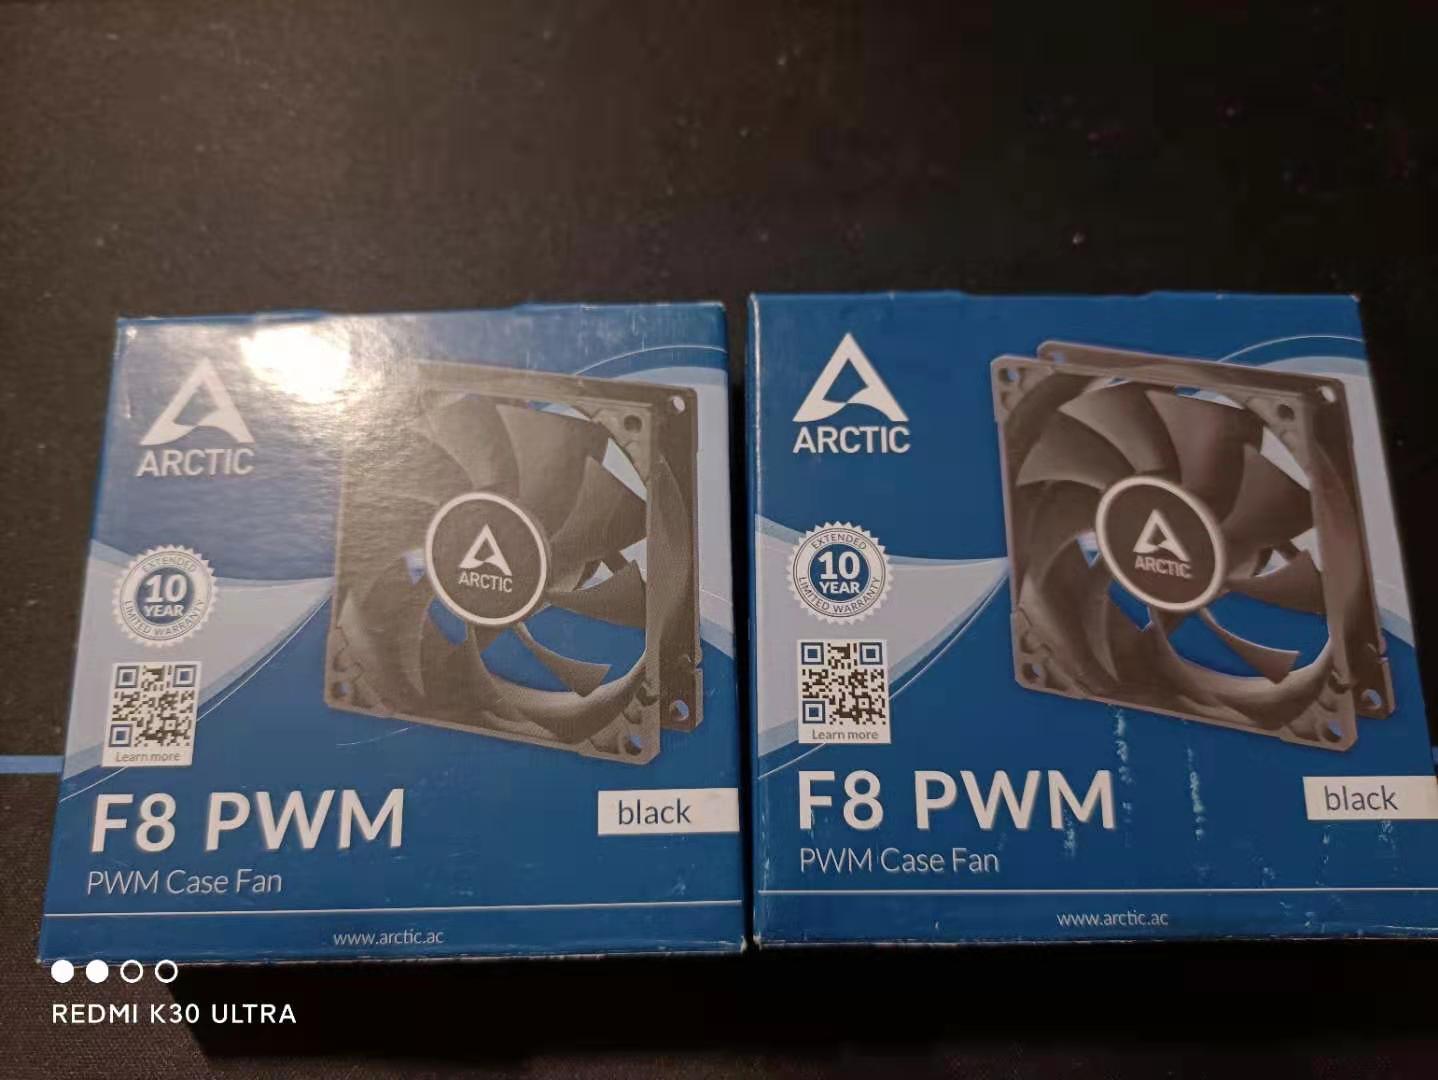 ARCTIC
ARCTIC
EXTENDED
10
YEAR
LIMITED WARRANTY
Learn more
F8 PWM
black
PWM Case Fan
www.arctic.ac
ARCTIC
ARCTIC
EXTENDED
10
YEAR
LIMITED WARRANTY
Learn more
F8 PWM
black
PWM Case Fan
www.arctic.ac
REDMI K30 ULTRA